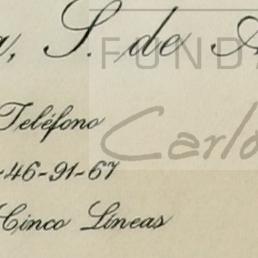 a, S. de A
FUND
Carlo
Teléfono
-46-91-67
Cinco Líneas